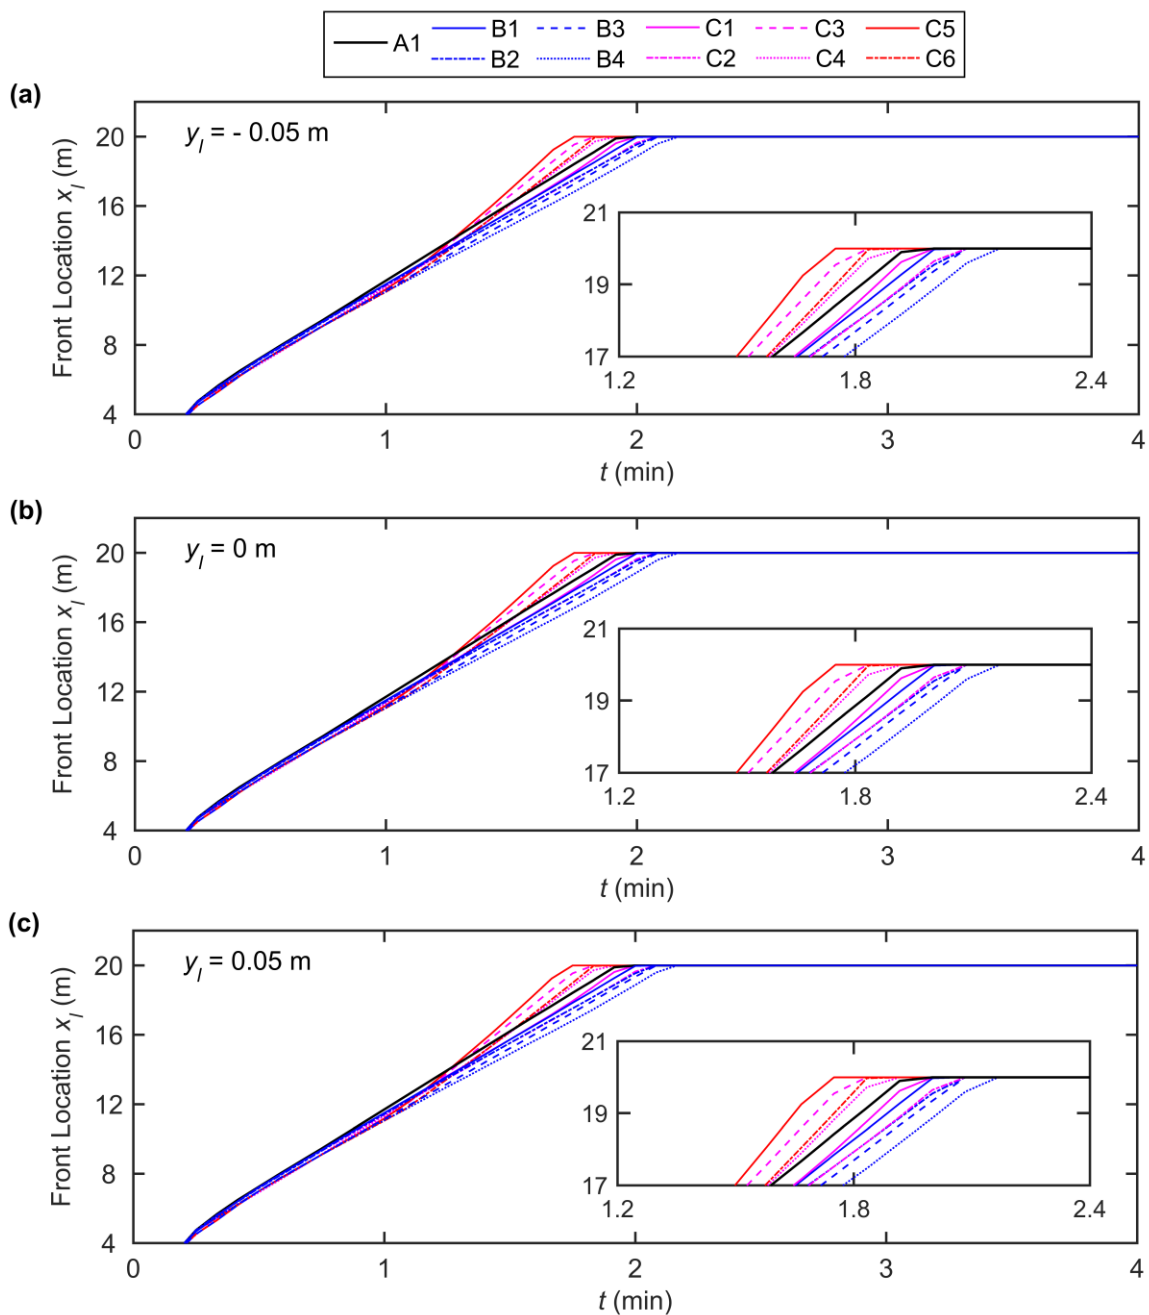 A1 B1 B3 C1 C3 C5
B2 B4 C2 C4 C6
(a)
y_l = - 0.05 m
Front Location x_l (m)
20
16
12
8
4
0 1 2 3 4
t (min)
21
19
17
1.2 1.8 2.4
(b)
y_l = 0 m
Front Location x_l (m)
20
16
12
8
4
0 1 2 3 4
t (min)
21
19
17
1.2 1.8 2.4
(c)
y_l = 0.05 m
Front Location x_l (m)
20
16
12
8
4
0 1 2 3 4
t (min)
21
19
17
1.2 1.8 2.4